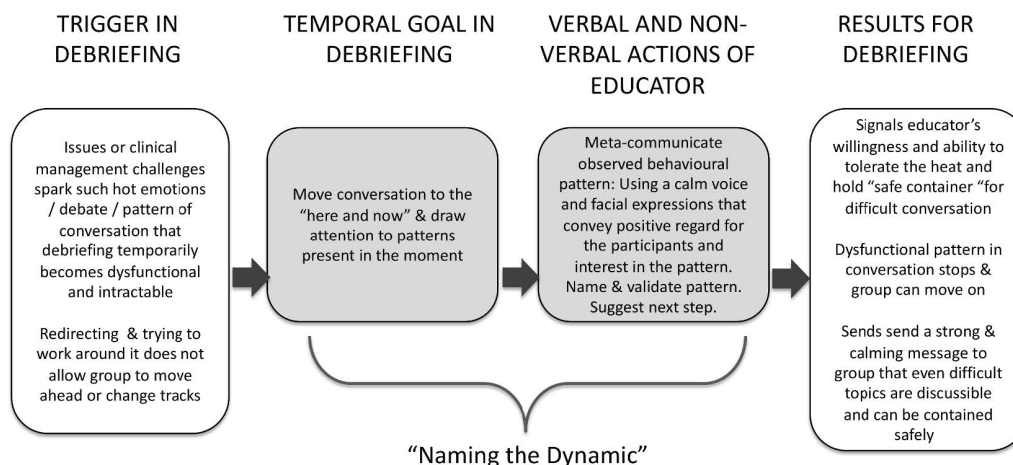 TRIGGER IN
DEBRIEFING
TEMPORAL GOAL IN
DEBRIEFING
VERBAL AND NON-
VERBAL ACTIONS OF
EDUCATOR
RESULTS FOR
DEBRIEFING
Issues or clinical
management challenges
spark such hot emotions
/ debate / pattern of
conversation that
debriefing temporarily
becomes dysfunctional
and intractable
Redirecting & trying to
work around it does not
allow group to move
ahead or change tracks
Move conversation to the
“here and now” & draw
attention to patterns
present in the moment
Meta-communicate
observed behavioural
pattern: Using a calm voice
and facial expressions that
convey positive regard for
the participants and
interest in the pattern.
Name & validate pattern.
Suggest next step.
Signals educator’s
willingness and ability to
tolerate the heat and
hold “safe container “for
difficult conversation
Dysfunctional pattern in
conversation stops &
group can move on
Sends send a strong &
calming message to
group that even difficult
topics are discussible
and can be contained
safely
“Naming the Dynamic”